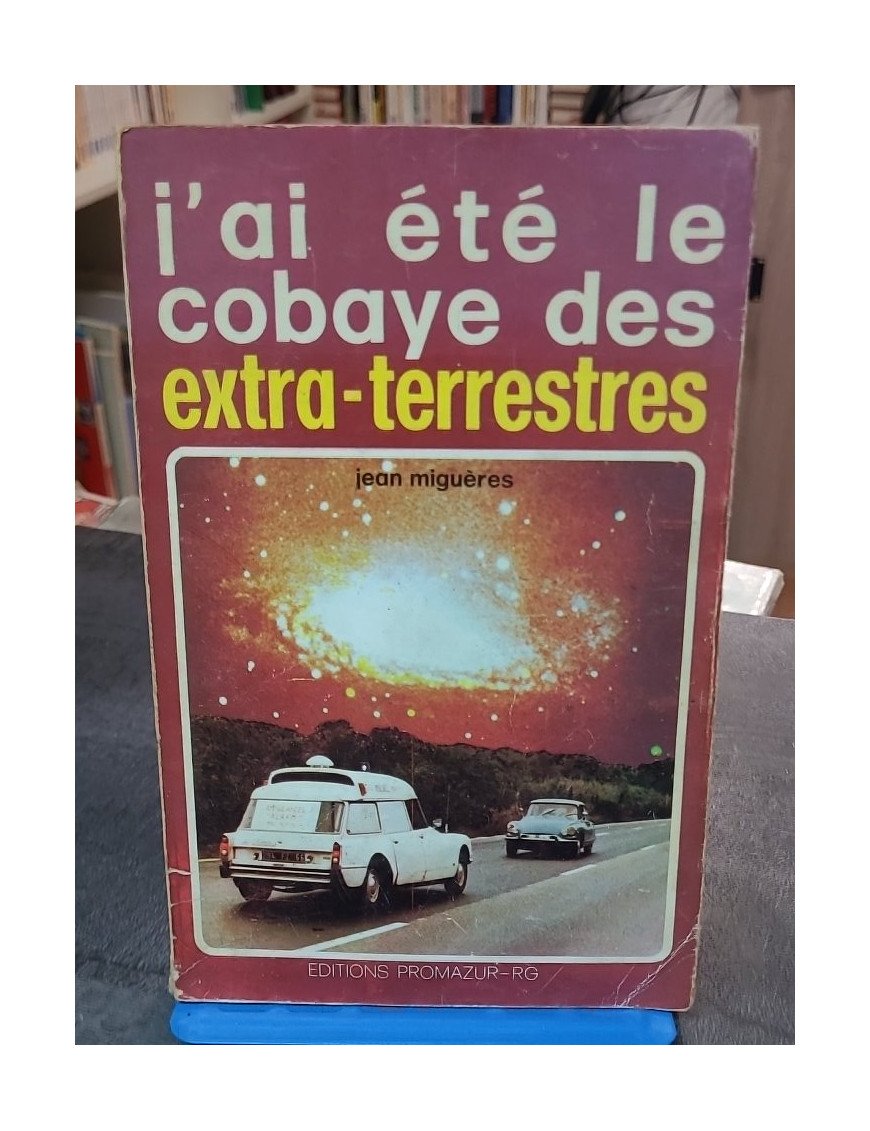 j'ai été le
cobaye des
extra-terrestres
jean miguères
EDITIONS PROMAZUR-RG